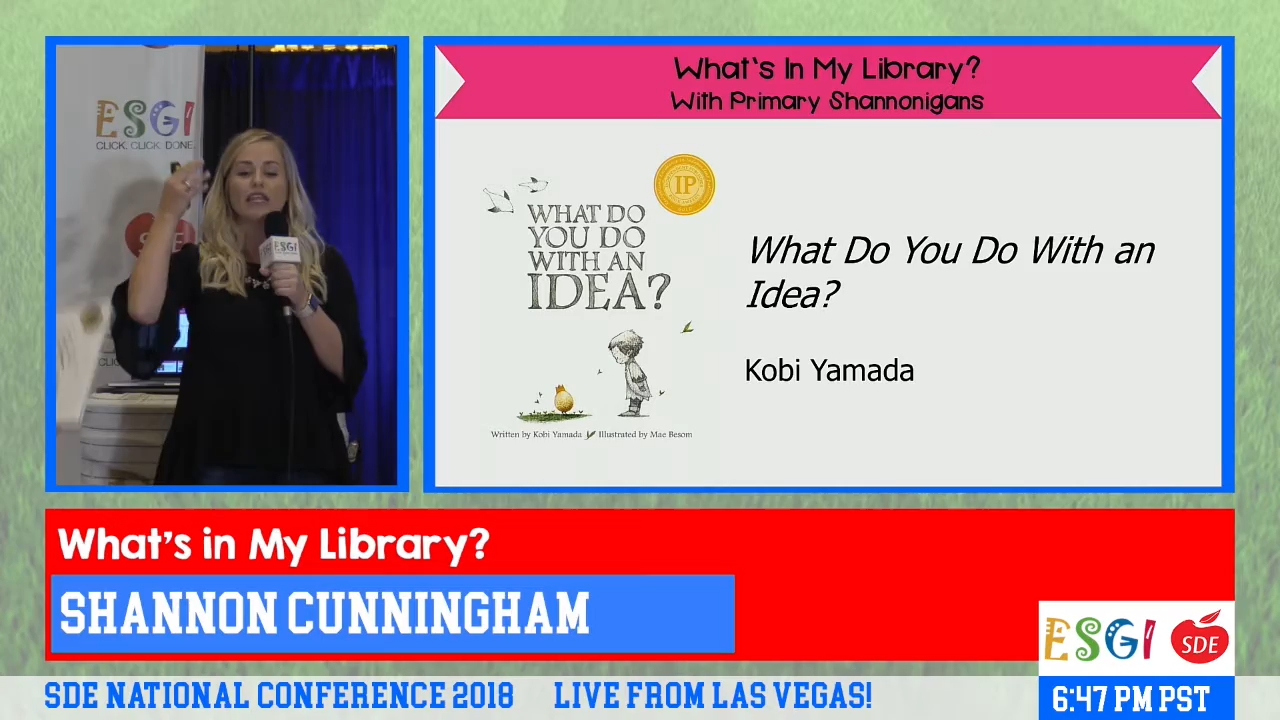 ESGI
CLICK. CLICK. DONE.
SDE
ESGI
What's In My Library?
With Primary Shannonigans
IP
WHAT DO
YOU DO
WITH AN
IDEA?
Written by Kobi Yamada
Illustrated by Mae Besom
What Do You Do With an
Idea?
Kobi Yamada
What's in My Library?
SHANNON CUNNINGHAM
ESGI
SDE
SDE NATIONAL CONFERENCE 2018
LIVE FROM LAS VEGAS!
6:47 PM PST